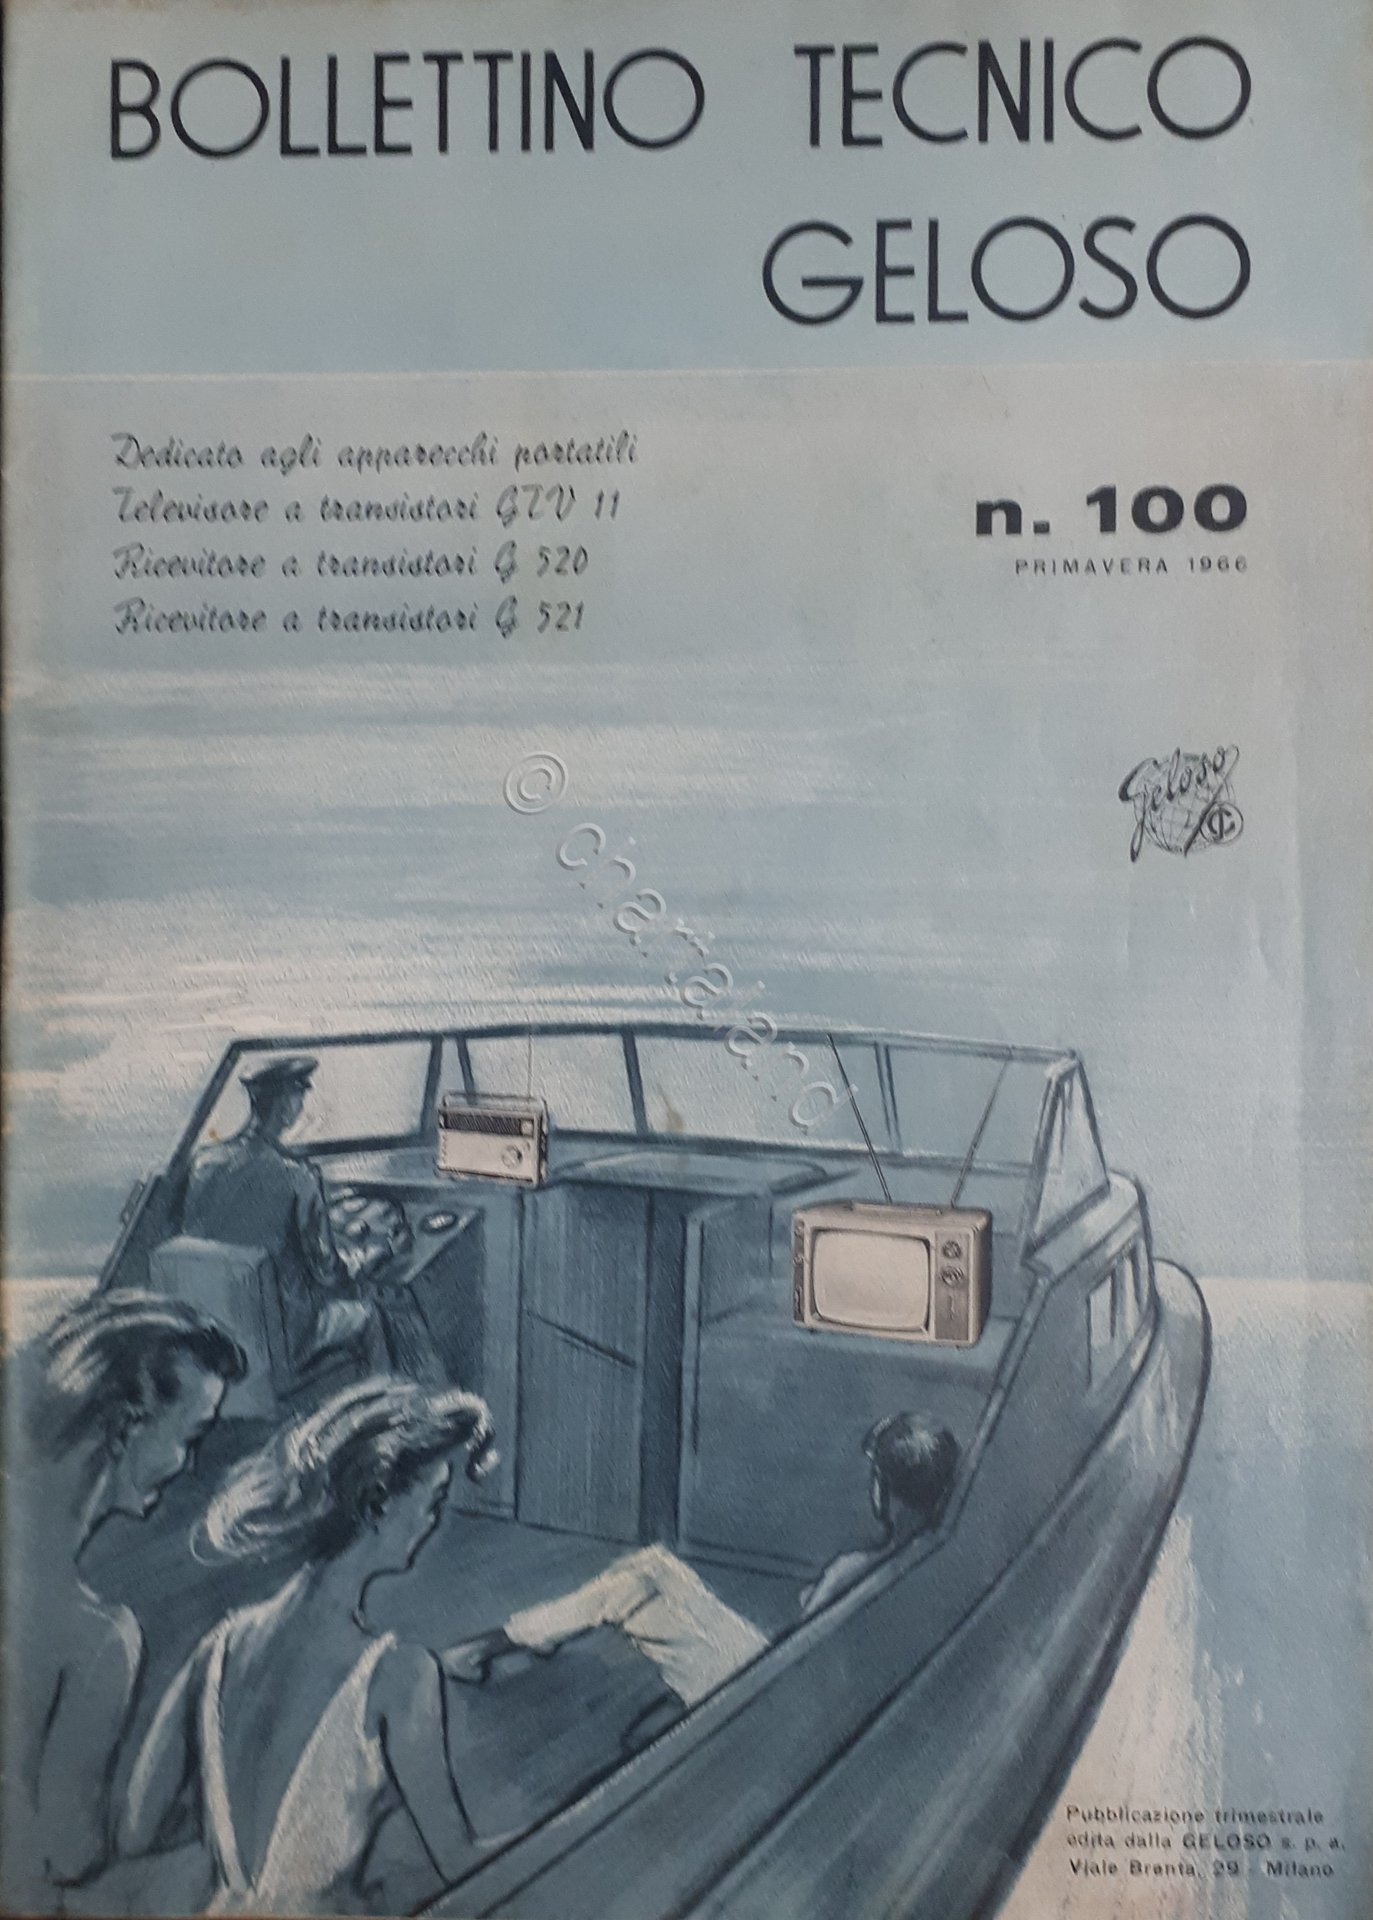 BOLLETTINO TECNICO
GELOSO
Dedicato agli apparecchi portatili
Televisore a transistori GTV 11
Ricevitore a transistori G 520
Ricevitore a transistori G 521
n. 100
PRIMAVERA 1966
Geloso
© chartaland
Pubblicazione trimestrale
edita dalla GELOSO s. p. a.
Viale Brenta, 29 - Milano